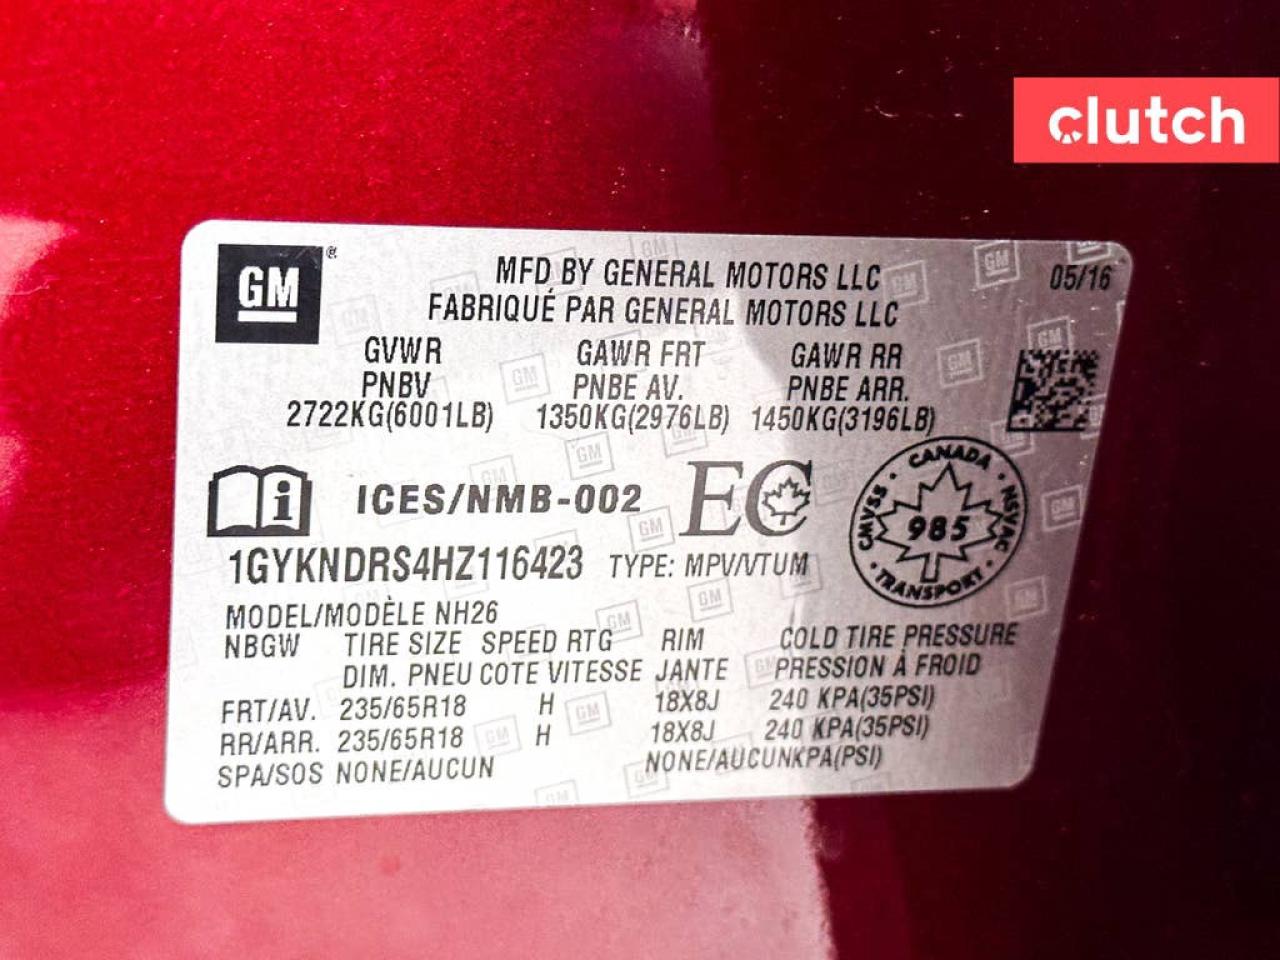 clutch
GM®
MFD BY GENERAL MOTORS LLC 05/16
FABRIQUÉ PAR GENERAL MOTORS LLC
GVWR GAWR FRT GAWR RR
PNBV PNBE AV. PNBE ARR.
2722KG(6001LB) 1350KG(2976LB) 1450KG(3196LB)
i ICES/NMB-002 EC
CANADA
CMVSS 985 NSVAC
TRANSPORT
1GYKNDRS4HZ116423 TYPE: MPV/VTUM
MODEL/MODÈLE NH26
NBGW TIRE SIZE SPEED RTG RIM COLD TIRE PRESSURE
DIM. PNEU COTE VITESSE JANTE PRESSION À FROID
FRT/AV. 235/65R18 H 18X8J 240 KPA(35PSI)
RR/ARR. 235/65R18 H 18X8J 240 KPA(35PSI)
SPA/SOS NONE/AUCUN NONE/AUCUNKPA(PSI)